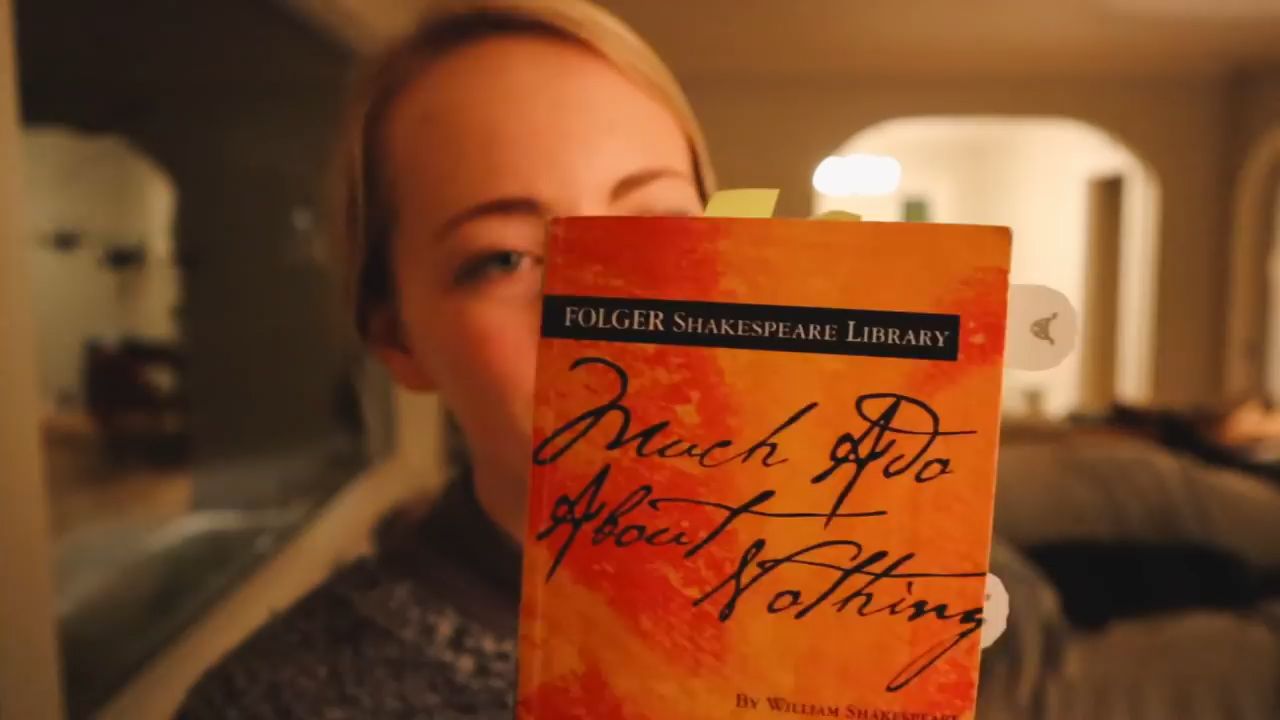 FOLGER SHAKESPEARE LIBRARY
Much Ado
About
Nothing
BY WILLIAM SHAKESPEARE